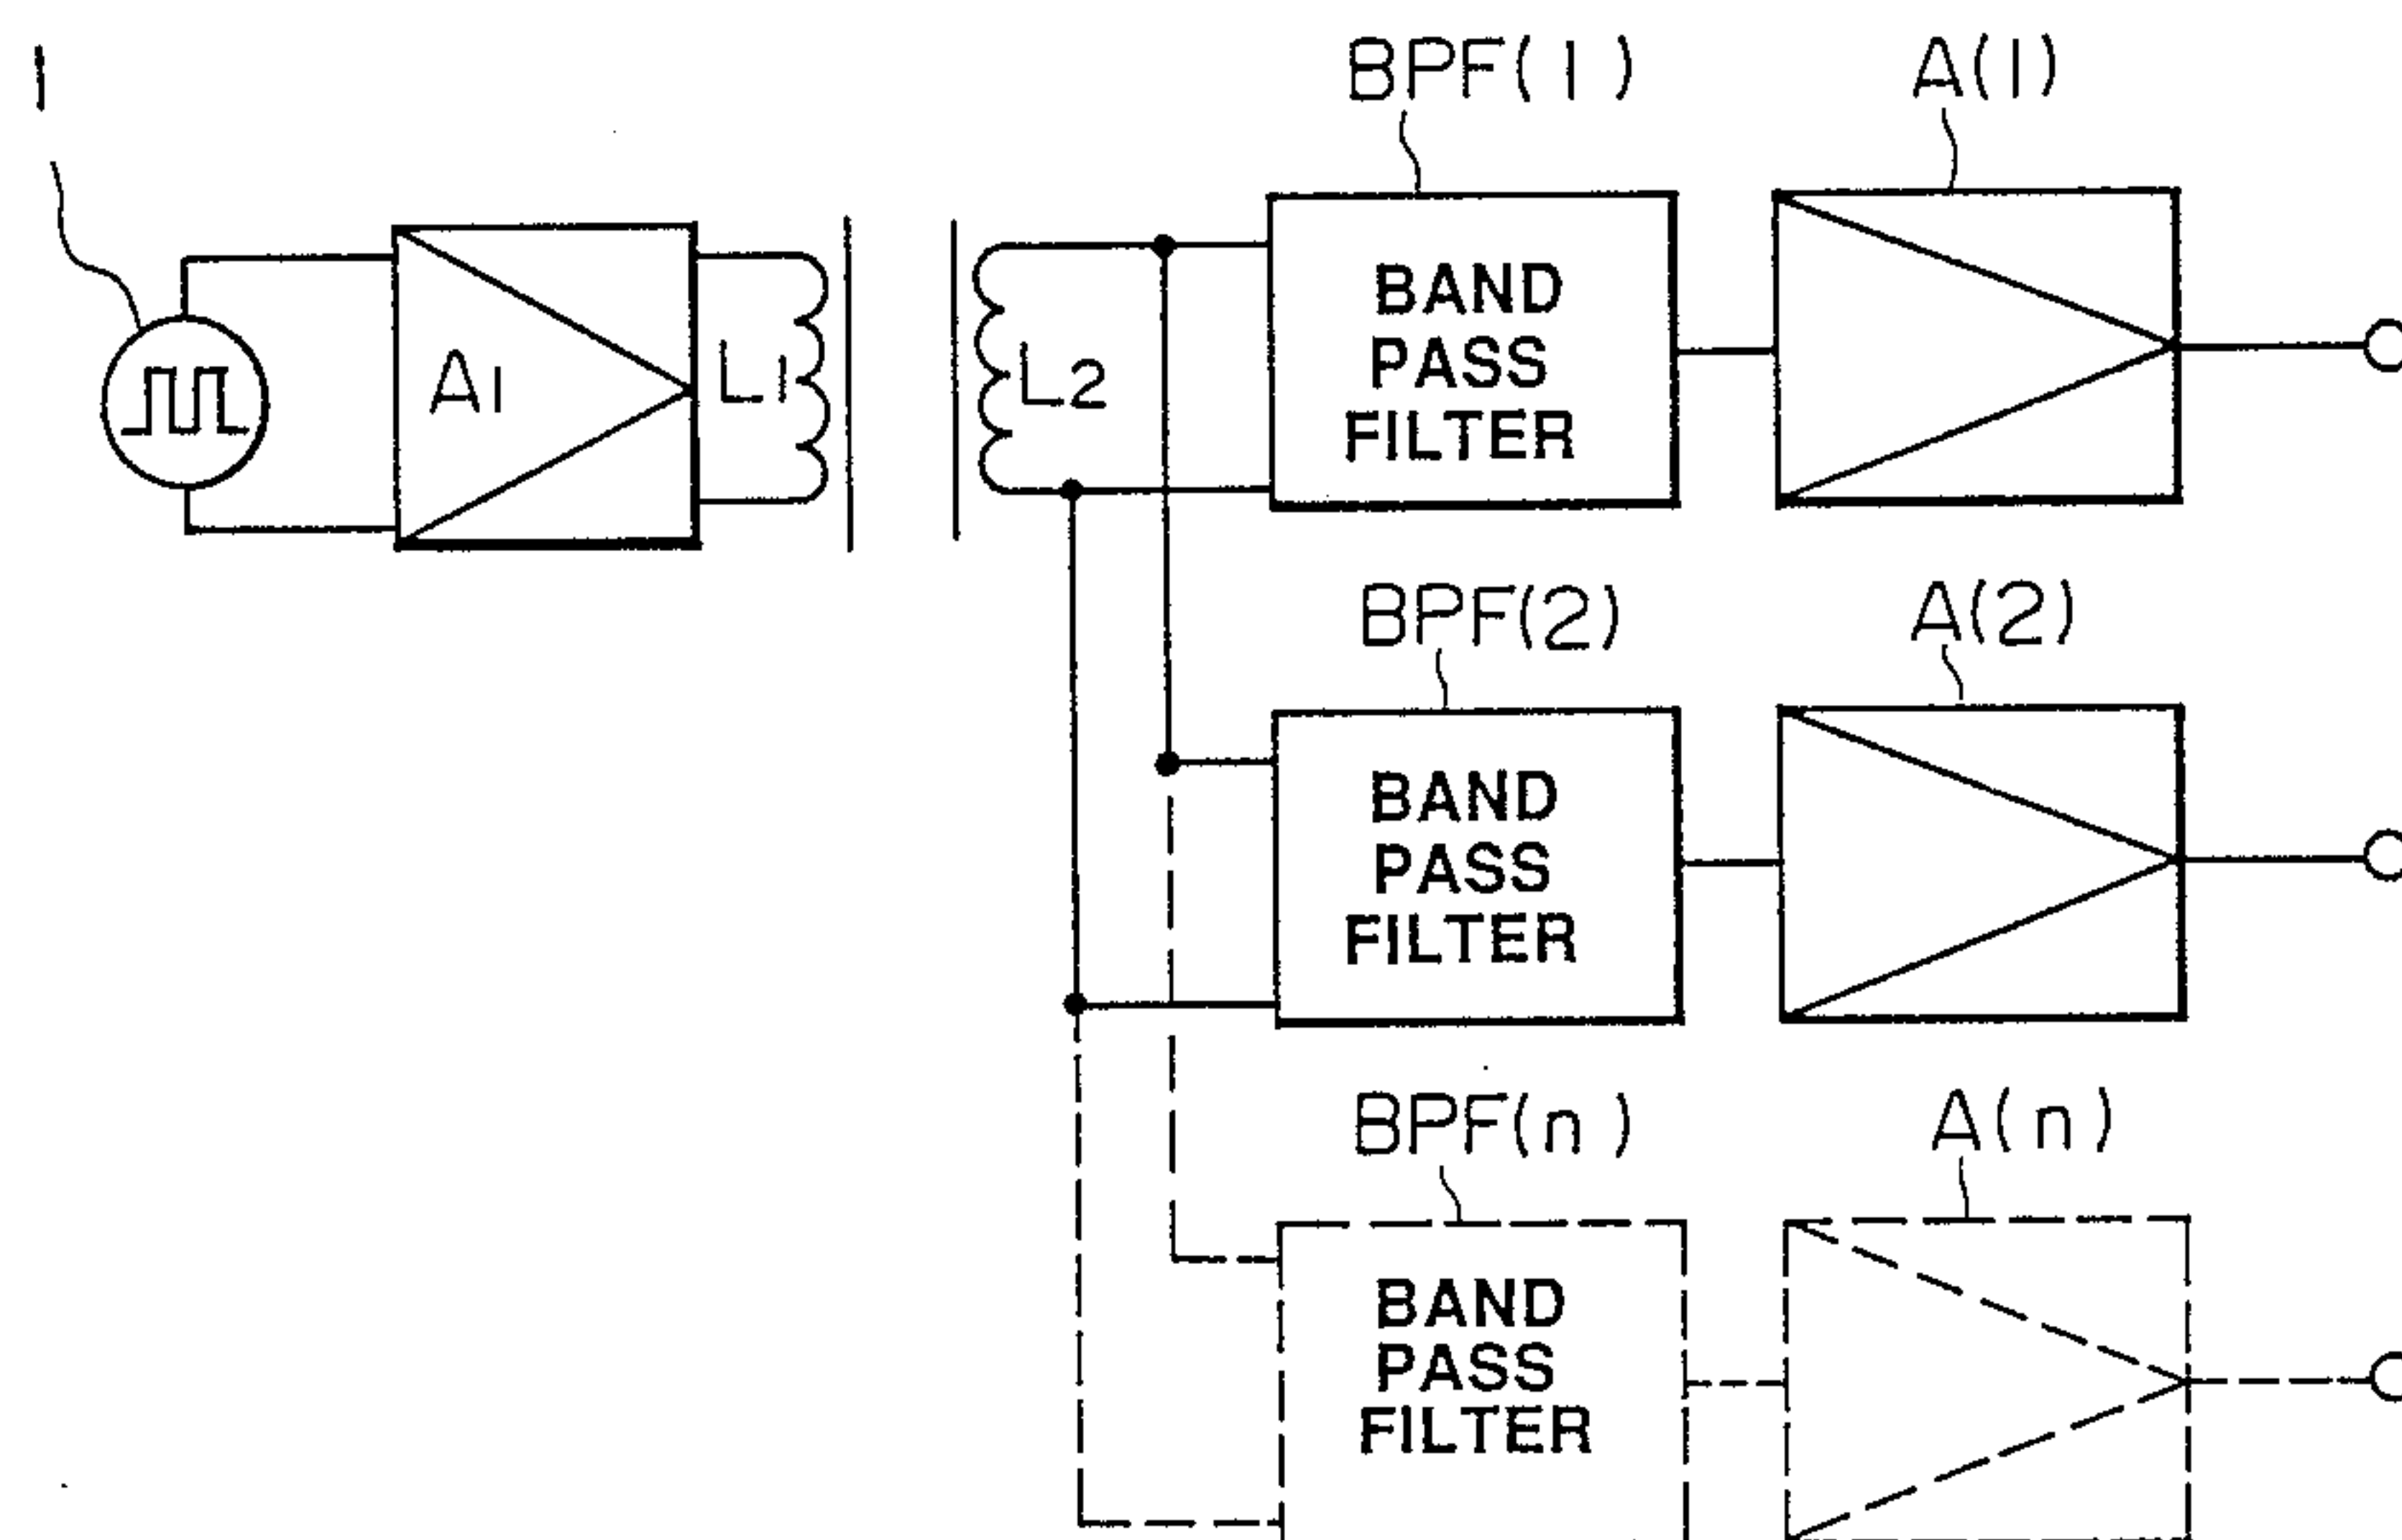 1
BPF(1)
A(1)
A1
L1
L2
BAND
PASS
FILTER
BPF(2)
A(2)
BAND
PASS
FILTER
BPF(n)
A(n)
BAND
PASS
FILTER